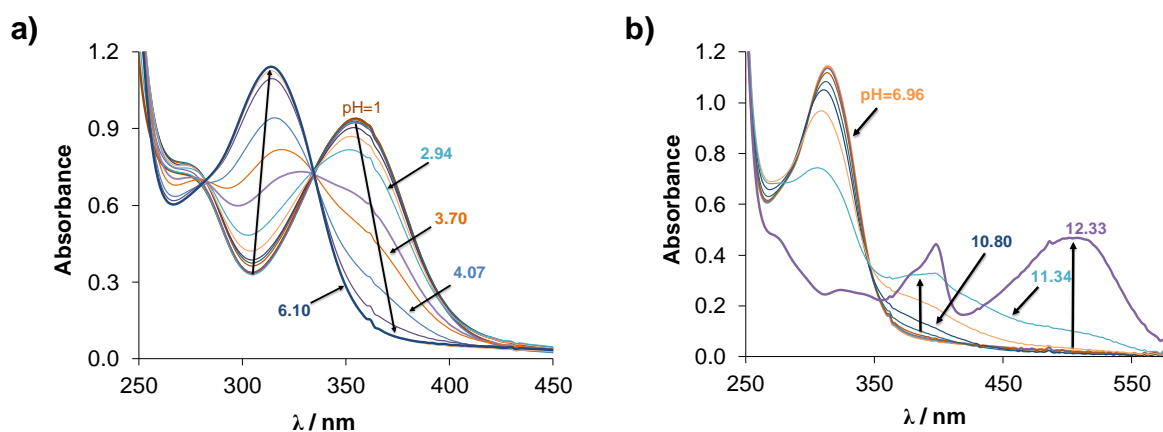 a)
1.2
0.9
0.6
0.3
0.0
Absorbance
pH=1
2.94
3.70
4.07
6.10
250 300 350 400 450
λ / nm
b)
1.2
1.0
0.8
0.6
0.4
0.2
0.0
Absorbance
pH=6.96
10.80
12.33
11.34
250 350 450 550
λ / nm